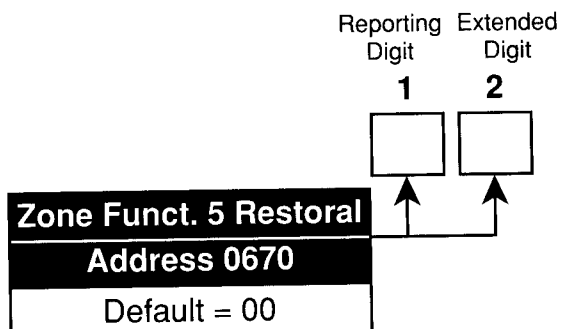 Reporting Extended
Digit Digit
1 2
Zone Funct. 5 Restoral
Address 0670
Default = 00